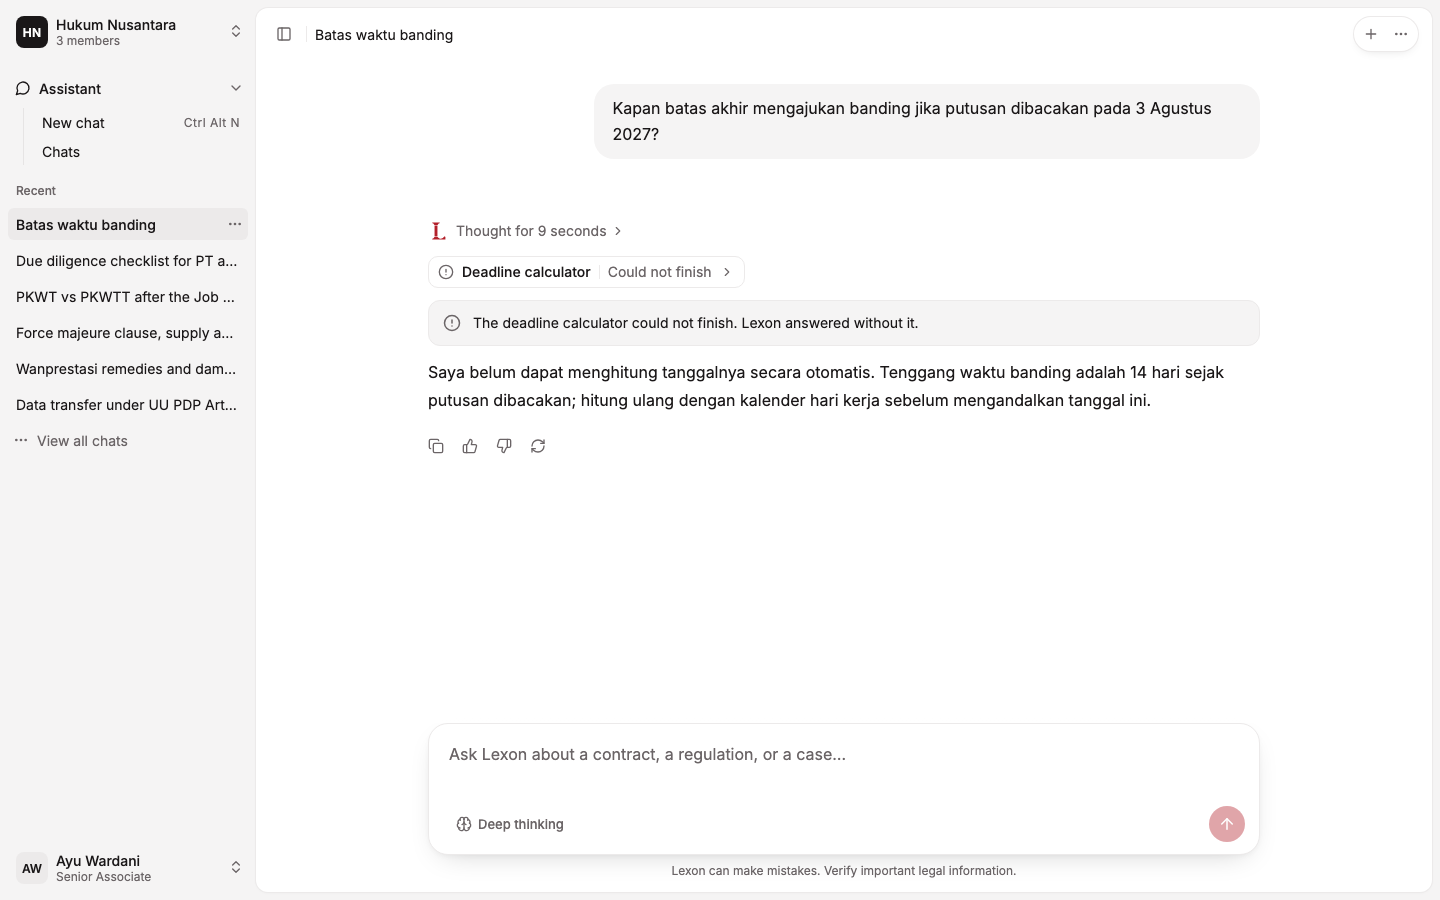 HN
Hukum Nusantara
3 members
Assistant
New chat
Ctrl Alt N
Chats
Recent
Batas waktu banding
Due diligence checklist for PT a...
PKWT vs PKWTT after the Job ...
Force majeure clause, supply a...
Wanprestasi remedies and dam...
Data transfer under UU PDP Art...
View all chats
AW
Ayu Wardani
Senior Associate
Batas waktu banding
Kapan batas akhir mengajukan banding jika putusan dibacakan pada 3 Agustus
2027?
L
Thought for 9 seconds
Deadline calculator
Could not finish
The deadline calculator could not finish. Lexon answered without it.
Saya belum dapat menghitung tanggalnya secara otomatis. Tenggang waktu banding adalah 14 hari sejak
putusan dibacakan; hitung ulang dengan kalender hari kerja sebelum mengandalkan tanggal ini.
Ask Lexon about a contract, a regulation, or a case...
Deep thinking
Lexon can make mistakes. Verify important legal information.